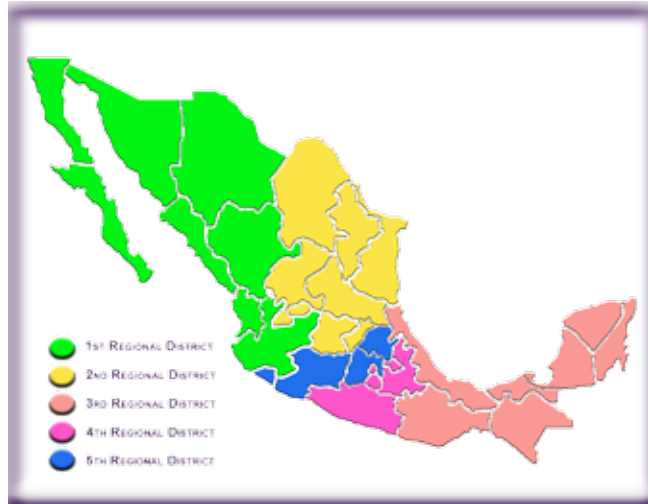 1st Regional District
2nd Regional District
3rd Regional District
4th Regional District
5th Regional District